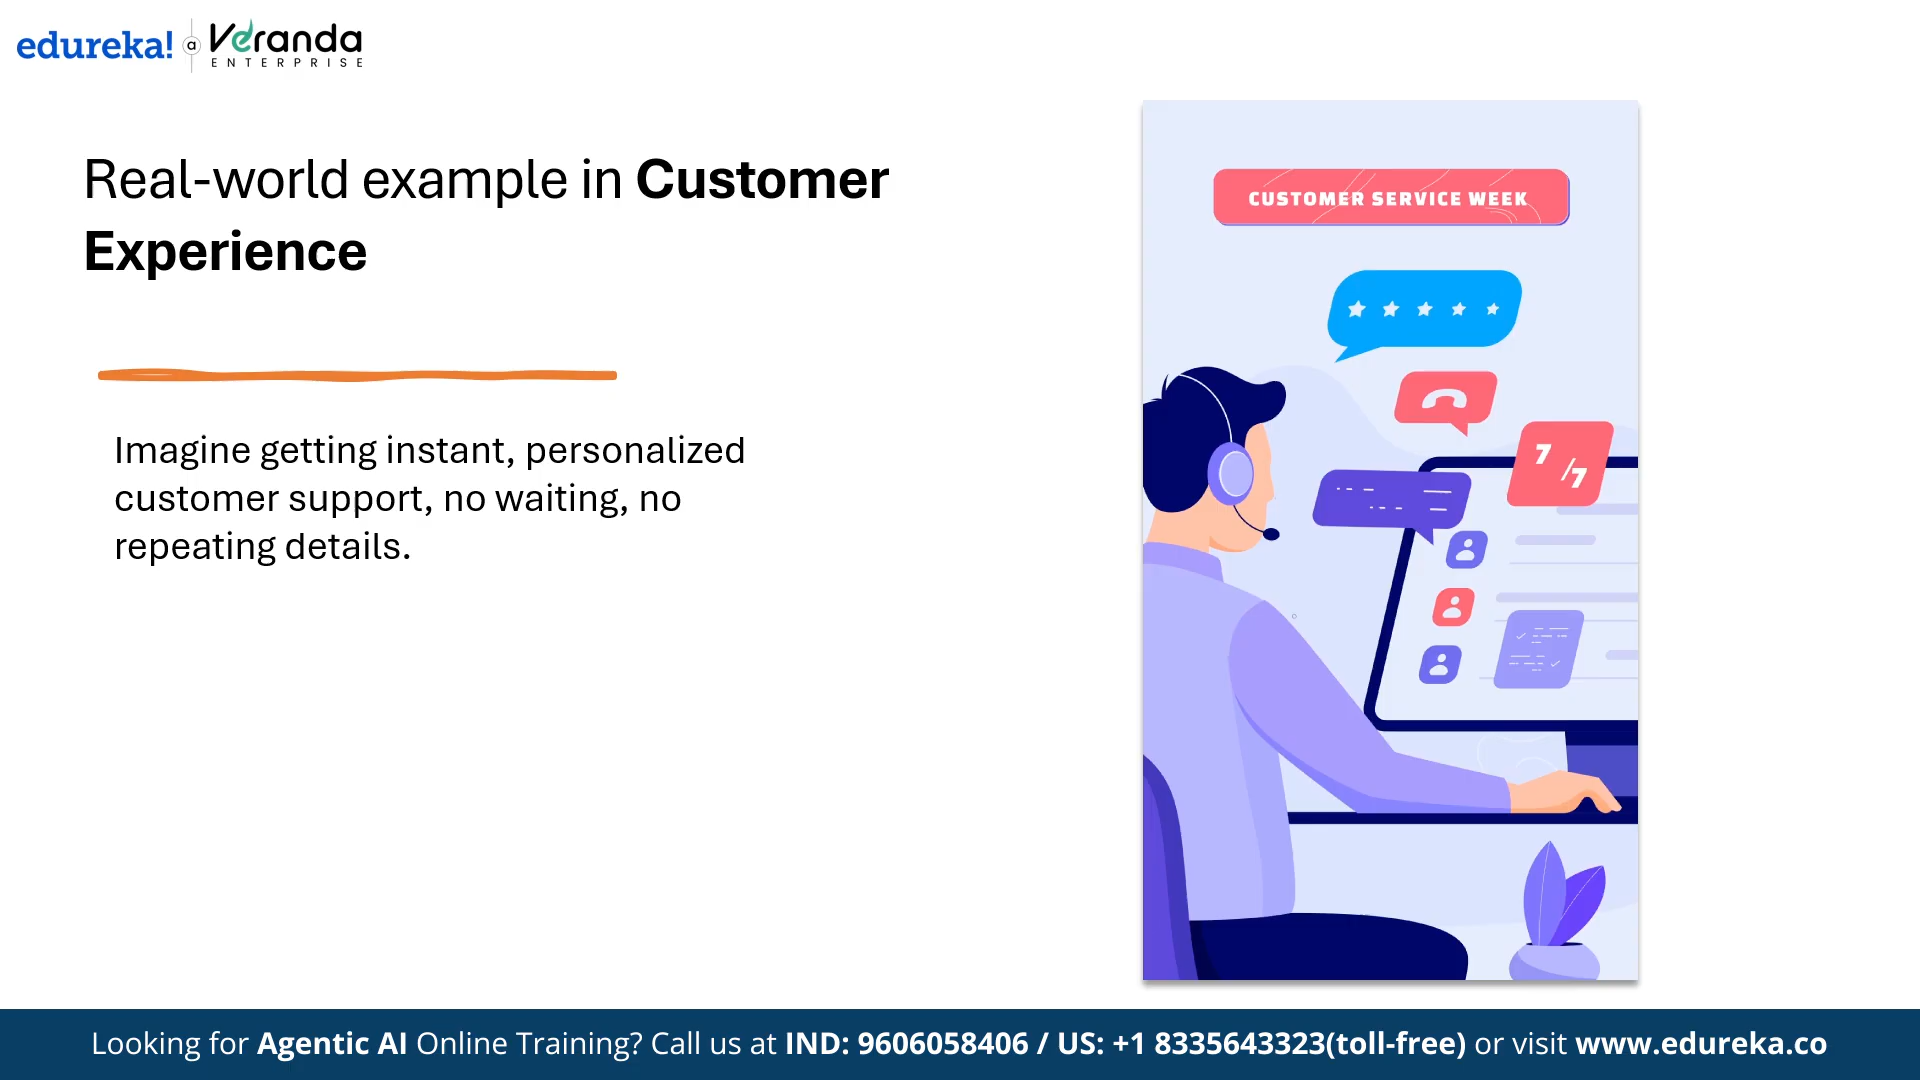 edureka! a Veranda
ENTERPRISE
Real-world example in Customer
Experience
Imagine getting instant, personalized
customer support, no waiting, no
repeating details.
CUSTOMER SERVICE WEEK
7/7
Looking for Agentic AI Online Training? Call us at IND: 9606058406 / US: +1 8335643323(toll-free) or visit www.edureka.co